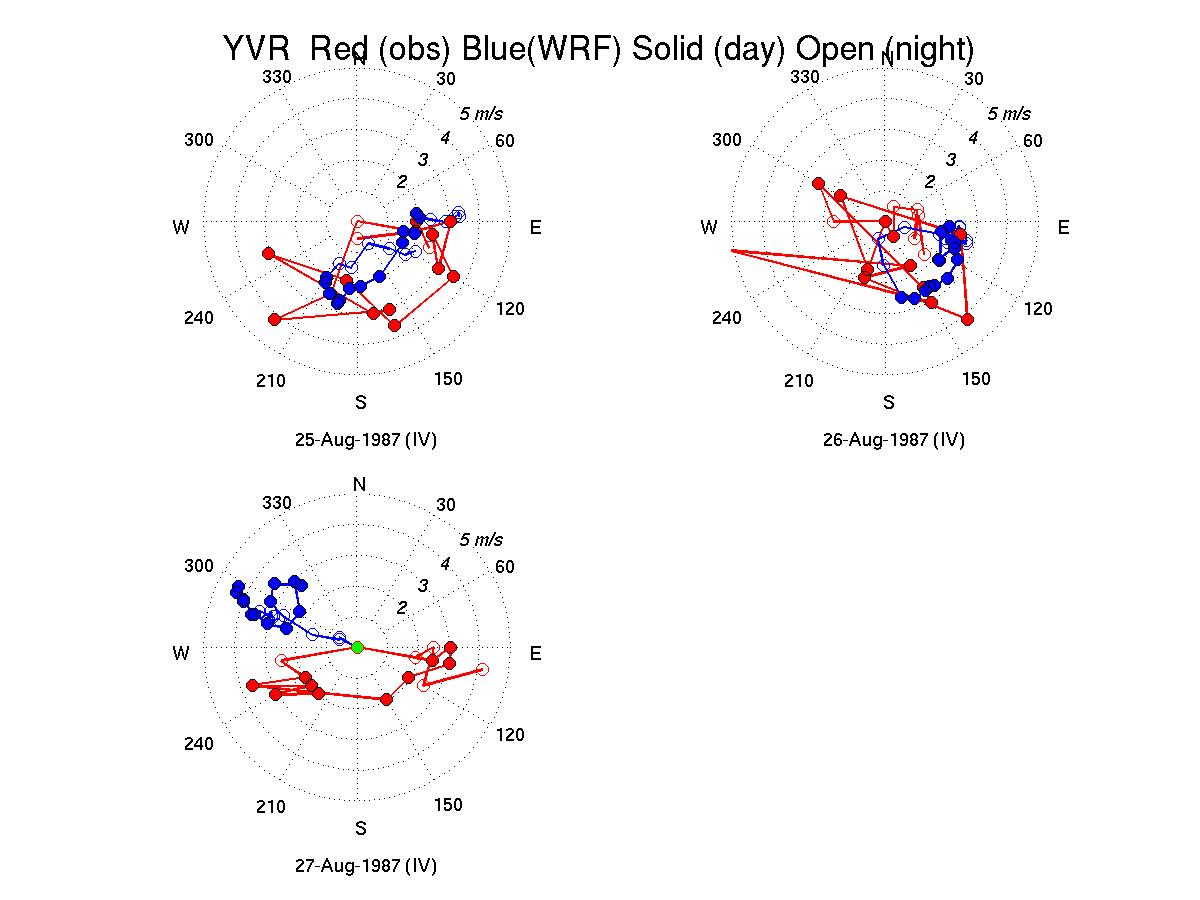 YVR Red (obs) Blue(WRF) Solid (day) Open (night)
N
330 30
5 m/s
300 4 60
3
2
W E
240 120
210 150
S
25-Aug-1987 (IV)
N
330 30
5 m/s
300 4 60
3
2
W E
240 120
210 150
S
26-Aug-1987 (IV)
N
330 30
5 m/s
300 4 60
3
2
W E
240 120
210 150
S
27-Aug-1987 (IV)